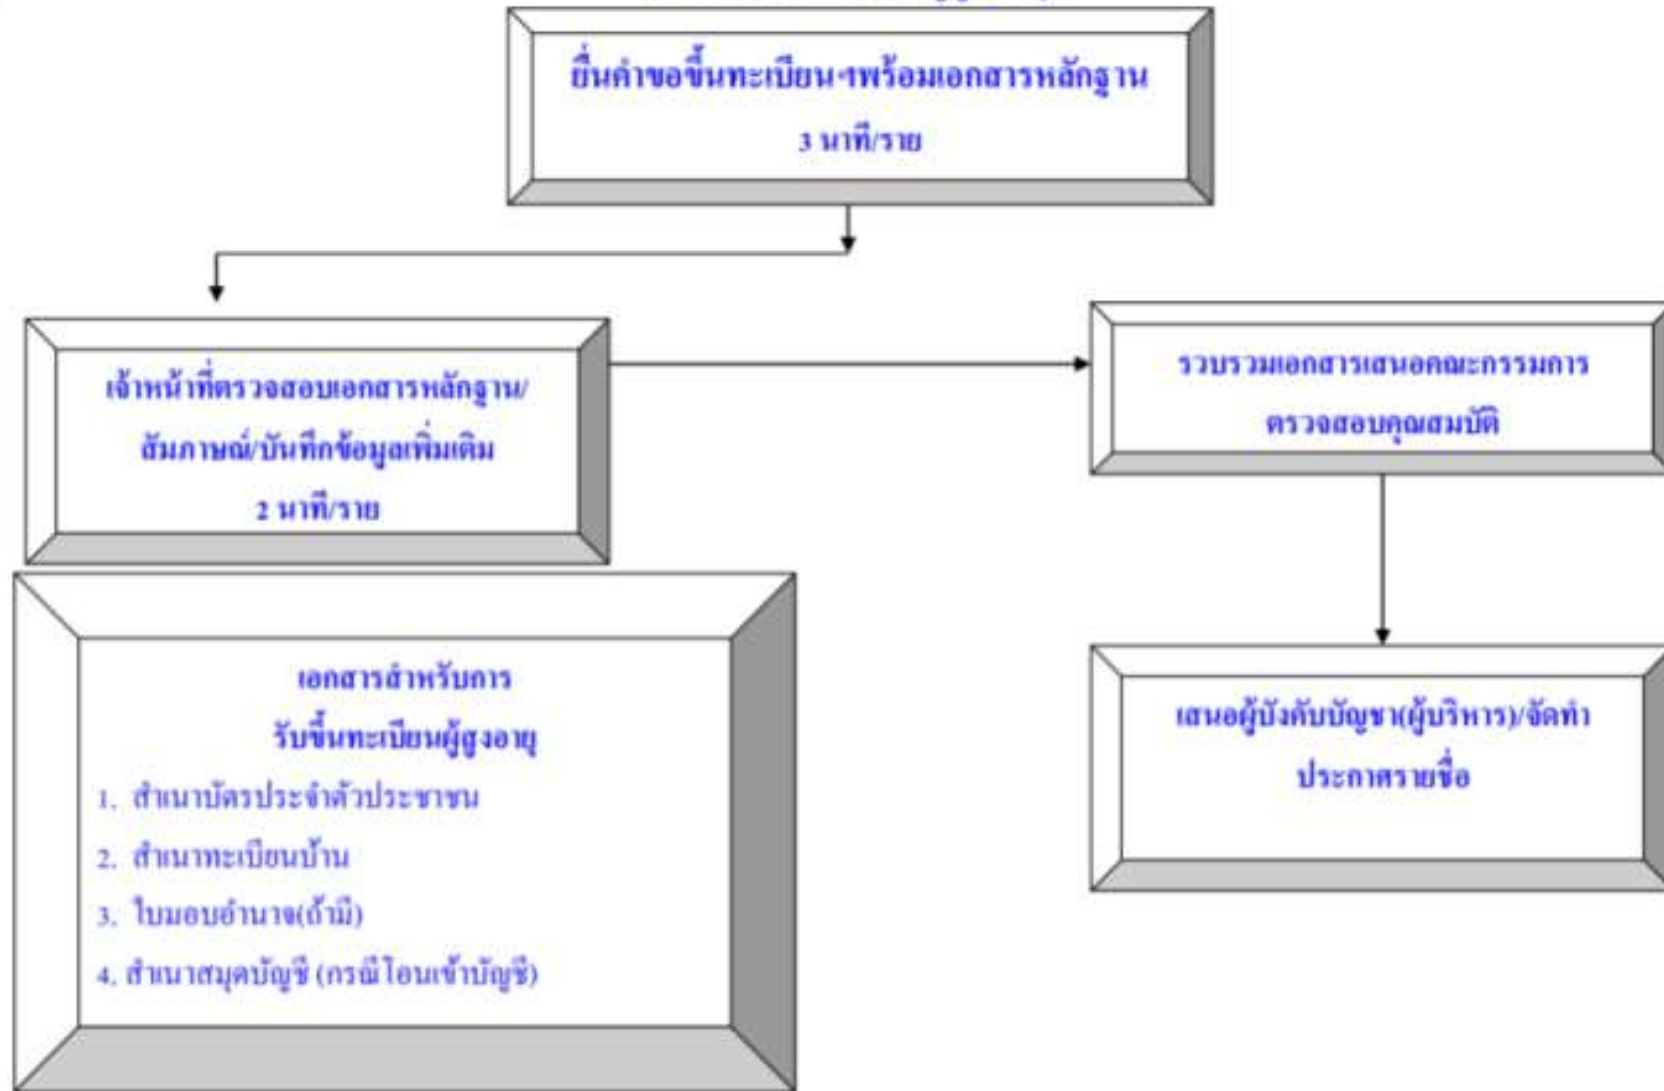 ยื่นคำขอขึ้นทะเบียนฯพร้อมเอกสารหลักฐาน
3 นาที/ราย
เจ้าหน้าที่ตรวจสอบเอกสารหลักฐาน/
สัมภาษณ์/บันทึกข้อมูลเพิ่มเติม
2 นาที/ราย
รวบรวมเอกสารเสนอคณะกรรมการ
ตรวจสอบคุณสมบัติ
เอกสารสำหรับการ
รับขึ้นทะเบียนผู้สูงอายุ
1. สำเนาบัตรประจำตัวประชาชน
2. สำเนาทะเบียนบ้าน
3. ใบมอบอำนาจ(ถ้ามี)
4. สำเนาสมุดบัญชี (กรณีโอนเข้าบัญชี)
เสนอผู้บังคับบัญชา(ผู้บริหาร)/จัดทำ
ประกาศรายชื่อ